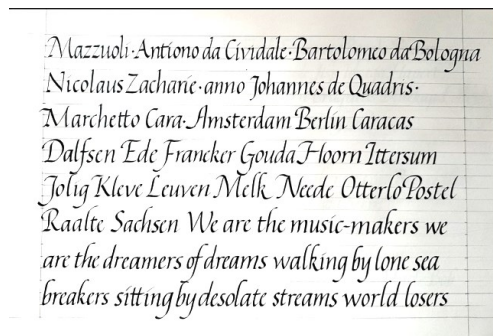 Mazzuoli·Antiono da Cividale·Bartolomeo da Bologna
Nicolaus Zacharie·anno Johannes de Quadris·
Marchetto Cara·Amsterdam Berlin Caracas
Dalfsen Ede Franeker Gouda Hoorn Ittersum
Jolig Kleve Leuven Melk Neede Otterlo Postel
Raalte Sachsen We are the music-makers we
are the dreamers of dreams walking by lone sea
breakers sitting by desolate streams world losers